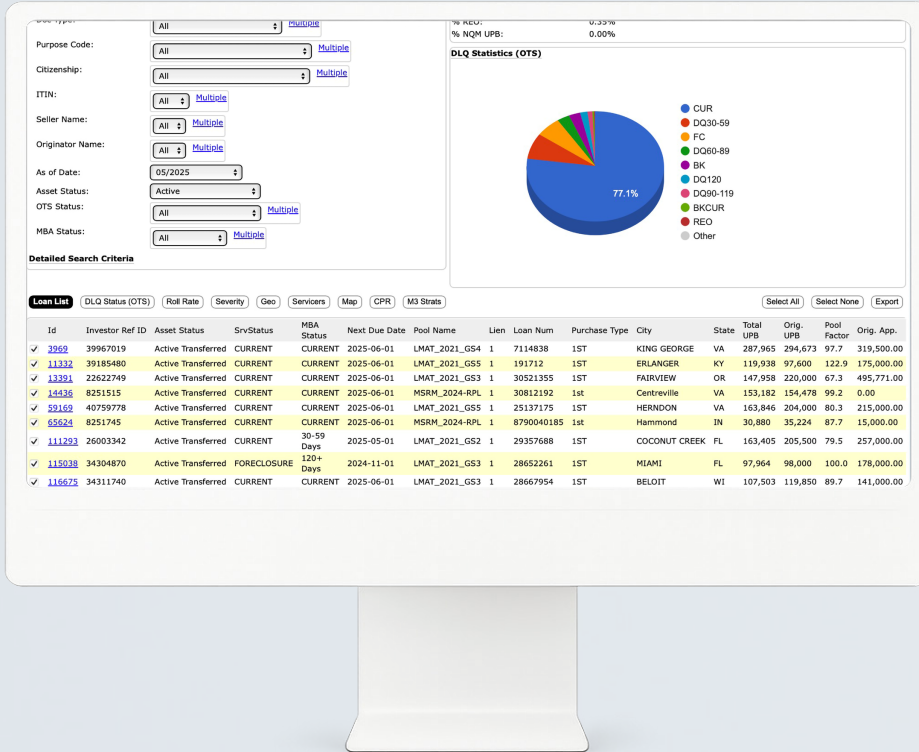 All Multiple
Purpose Code: All Multiple
Citizenship: All Multiple
ITIN: All Multiple
Seller Name: All Multiple
Originator Name: All Multiple
As of Date: 05/2025
Asset Status: Active
OTS Status: All Multiple
MBA Status: All Multiple
Detailed Search Criteria
% REO: 0.35%
% NQM UPB: 0.00%
DLQ Statistics (OTS)
77.1%
CUR
DQ30-59
FC
DQ60-89
BK
DQ120
DQ90-119
BKCUR
REO
Other
Loan List DLQ Status (OTS) Roll Rate Severity Geo Servicers Map CPR M3 Strats Select All Select None Export
Id Investor Ref ID Asset Status SrvStatus MBA Status Next Due Date Pool Name Lien Loan Num Purchase Type City State Total UPB Orig. UPB Pool Factor Orig. App.
3969 39967019 Active Transferred CURRENT CURRENT 2025-06-01 LMAT_2021_GS4 1 7114838 1ST KING GEORGE VA 287,965 294,673 97.7 319,500.00
11332 39185480 Active Transferred CURRENT CURRENT 2025-06-01 LMAT_2021_GS5 1 191712 1ST ERLANGER KY 119,938 97,600 122.9 175,000.00
13391 22622749 Active Transferred CURRENT CURRENT 2025-06-01 LMAT_2021_GS3 1 30521355 1ST FAIRVIEW OR 147,958 220,000 67.3 495,771.00
14436 8251515 Active Transferred CURRENT CURRENT 2025-06-01 MSRM_2024-RPL 1 30812192 1st Centreville VA 153,182 154,478 99.2 0.00
59169 40759778 Active Transferred CURRENT CURRENT 2025-06-01 LMAT_2021_GS5 1 25137175 1ST HERNDON VA 163,846 204,000 80.3 215,000.00
65624 8251745 Active Transferred CURRENT CURRENT 2025-06-01 MSRM_2024-RPL 1 8790040185 1st Hammond IN 30,880 35,224 87.7 15,000.00
111293 26003342 Active Transferred CURRENT 30-59 Days 2025-05-01 LMAT_2021_GS2 1 29357688 1ST COCONUT CREEK FL 163,405 205,500 79.5 257,000.00
115038 34304870 Active Transferred FORECLOSURE 120+ Days 2024-11-01 LMAT_2021_GS3 1 28652261 1ST MIAMI FL 97,964 98,000 100.0 178,000.00
116675 34311740 Active Transferred CURRENT CURRENT 2025-06-01 LMAT_2021_GS3 1 28667954 1ST BELOIT WI 107,503 119,850 89.7 141,000.00